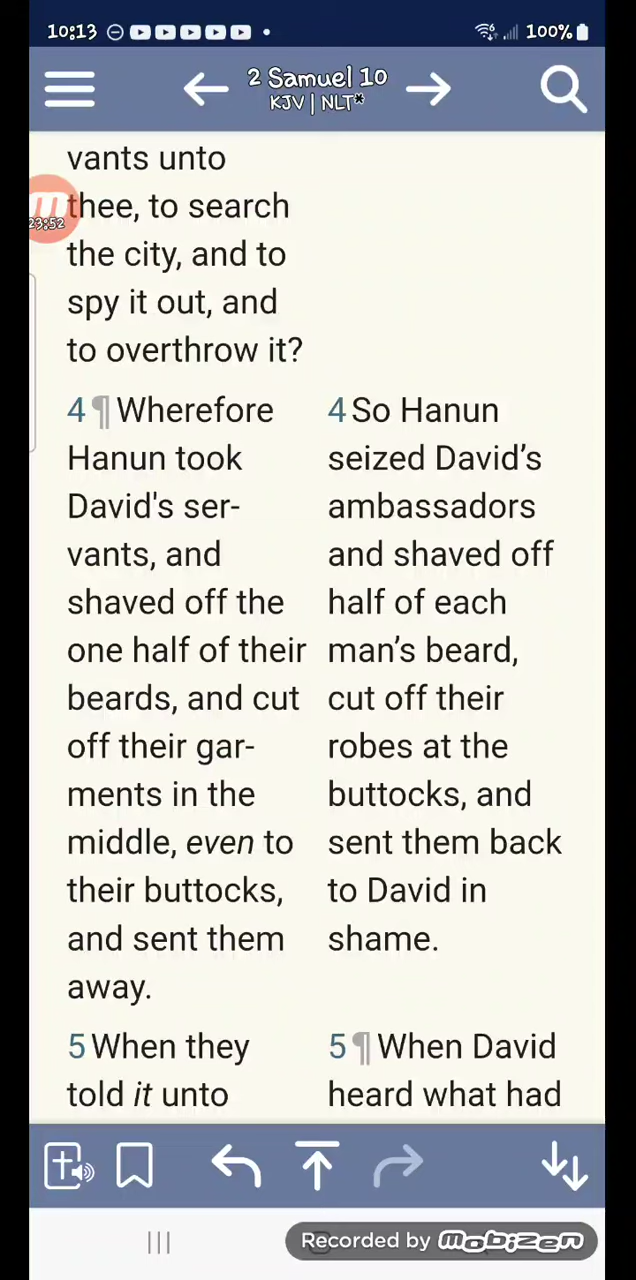 10:13 100%
2 Samuel 10
KJV | NLT*
23:52
vants unto
thee, to search
the city, and to
spy it out, and
to overthrow it?
4 ¶ Wherefore
Hanun took
David's ser-
vants, and
shaved off the
one half of their
beards, and cut
off their gar-
ments in the
middle, even to
their buttocks,
and sent them
away.
5 When they
told it unto
4 So Hanun
seized David’s
ambassadors
and shaved off
half of each
man’s beard,
cut off their
robes at the
buttocks, and
sent them back
to David in
shame.
5 ¶ When David
heard what had
Recorded by mobizen